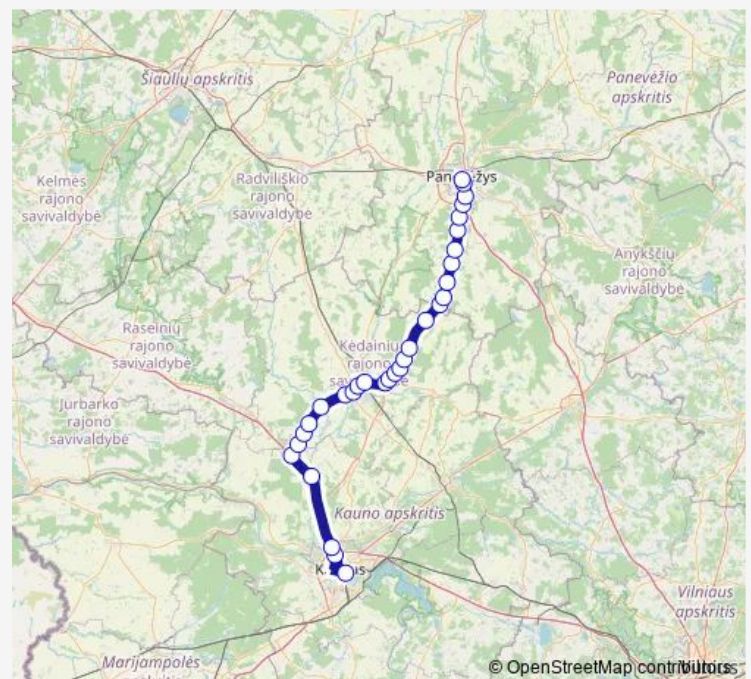 Šiaulių apskritis
Panevėžio
apskritis
Kelmės
rajono
savivaldybė
Radviliškio
rajono
savivaldybė
Anykščių
rajono
savivaldybė
Raseinių
rajono
savivaldybė
Kėdainių
rajono
Jurbarko
rajono
savivaldybė
Kauno apskritis
Vilniaus
apskritis
Marijampolės
© OpenStreetMap contributors